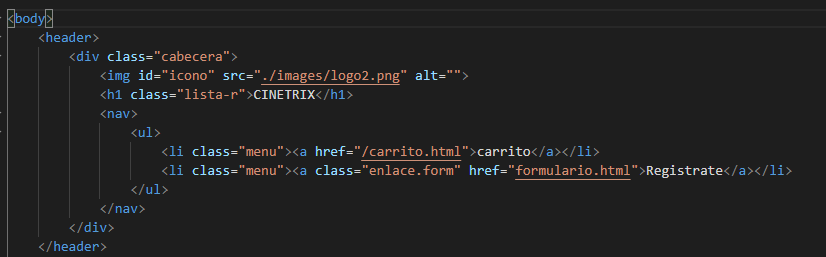 <body>
<header>
<div class="cabecera">
<img id="icono" src="./images/logo2.png" alt="">
<h1 class="lista-r">CINETRIX</h1>
<nav>
<ul>
<li class="menu"><a href="/carrito.html">carrito</a></li>
<li class="menu"><a class="enlace.form" href="formulario.html">Registrate</a></li>
</ul>
</nav>
</div>
</header>